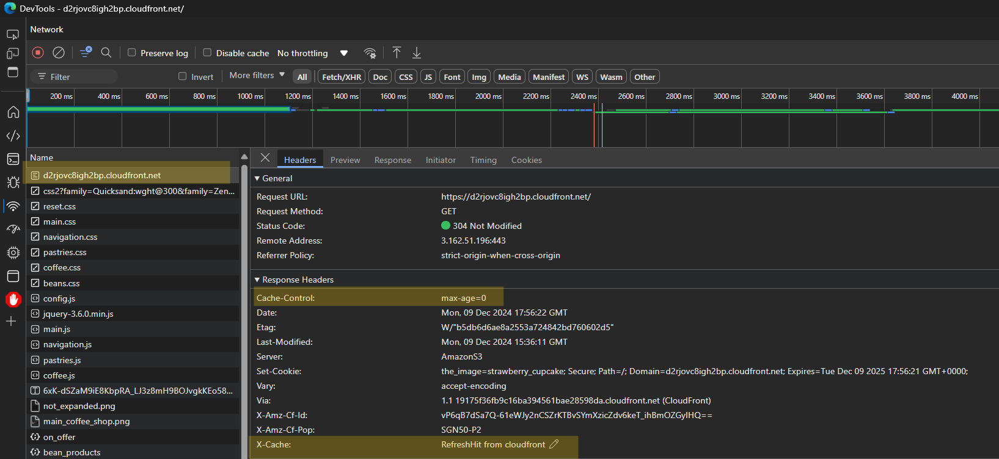 DevTools - d2rjovc8igh2bp.cloudfront.net/
Network
Preserve log Disable cache No throttling
Filter Invert More filters All Fetch/XHR Doc CSS JS Font Img Media Manifest WS Wasm Other
200 ms 400 ms 600 ms 800 ms 1000 ms 1200 ms 1400 ms 1600 ms 1800 ms 2000 ms 2200 ms 2400 ms 2600 ms 2800 ms 3000 ms 3200 ms 3400 ms 3600 ms 3800 ms 4000 ms
Name
d2rjovc8igh2bp.cloudfront.net
css2?family=Quicksand:wght@300&family=Zen...
reset.css
main.css
navigation.css
pastries.css
coffee.css
beans.css
config.js
jquery-3.6.0.min.js
main.js
navigation.js
pastries.js
coffee.js
6xK-dSZaM9iE8KbpRA_LJ3z8mH9BOJvgkKEo58...
not_expanded.png
main_coffee_shop.png
on_offer
bean_products
Headers Preview Response Initiator Timing Cookies
General
Request URL: https://d2rjovc8igh2bp.cloudfront.net/
Request Method: GET
Status Code: 304 Not Modified
Remote Address: 3.162.51.196:443
Referrer Policy: strict-origin-when-cross-origin
Response Headers
Cache-Control: max-age=0
Date: Mon, 09 Dec 2024 17:56:22 GMT
Etag: W/"b5db6d6ae8a2553a724842bd760602d5"
Last-Modified: Mon, 09 Dec 2024 15:36:11 GMT
Server: AmazonS3
Set-Cookie: the_image=strawberry_cupcake; Secure; Path=/; Domain=d2rjovc8igh2bp.cloudfront.net; Expires=Tue Dec 09 2025 17:56:21 GMT+0000;
Vary: accept-encoding
Via: 1.1 19175f36fb9c16ba394561bae28598da.cloudfront.net (CloudFront)
X-Amz-Cf-Id: vP6qB7dSa7Q-61eWJy2nCSZrKTBvSYmXzicZdv6keT_ihBmOZGyIHQ==
X-Amz-Cf-Pop: SGN50-P2
X-Cache: RefreshHit from cloudfront